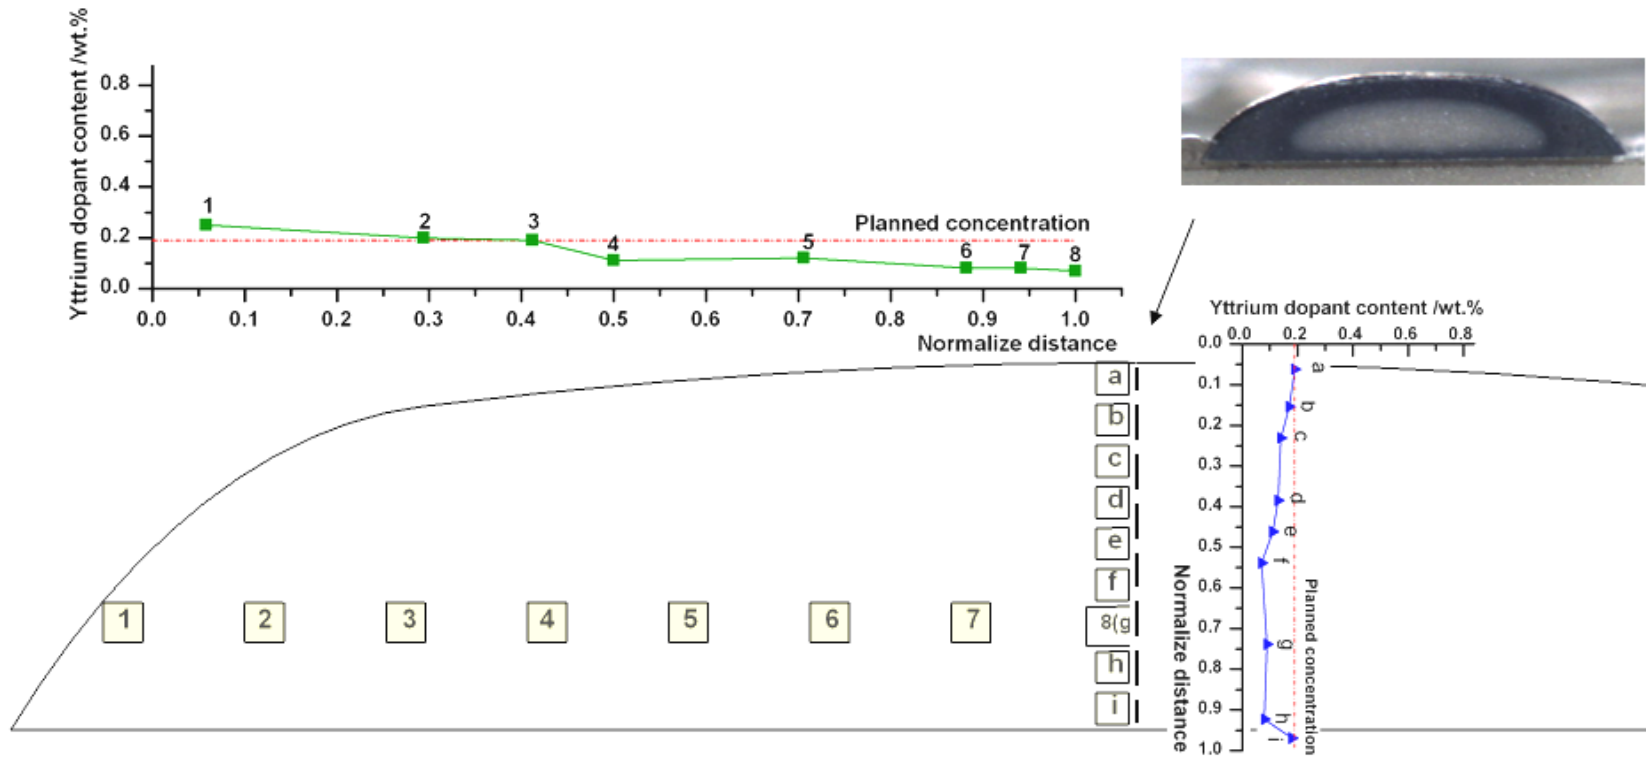 Yttrium dopant content /wt.%
0.8
0.6
0.4
0.2
0.0
1
2
3
4
5
6
7
8
Planned concentration
0.0
0.1
0.2
0.3
0.4
0.5
0.6
0.7
0.8
0.9
1.0
Normalize distance
Yttrium dopant content /wt.%
0.0
0.2
0.4
0.6
0.8
0.0
0.1
0.2
0.3
0.4
0.5
0.6
0.7
0.8
0.9
1.0
Normalize distance
a
b
c
d
e
f
g
h
i
Planned concentration
a
b
c
d
e
f
1
2
3
4
5
6
7
8(g
h
i